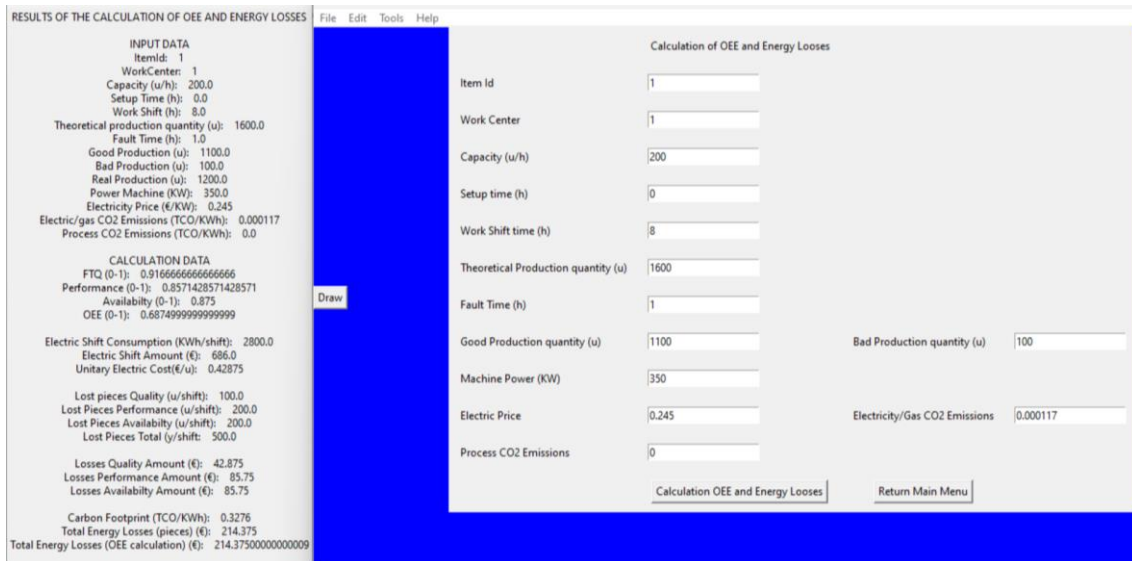 RESULTS OF THE CALCULATION OF OEE AND ENERGY LOSSES
INPUT DATA
ItemId: 1
WorkCenter: 1
Capacity (u/h): 200.0
Setup Time (h): 0.0
Work Shift (h): 8.0
Theoretical production quantity (u): 1600.0
Fault Time (h): 1.0
Good Production (u): 1100.0
Bad Production (u): 100.0
Real Production (u): 1200.0
Power Machine (KW): 350.0
Electricity Price (€/KW): 0.245
Electric/gas CO2 Emissions (TCO/KWh): 0.000117
Process CO2 Emissions (TCO/KWh): 0.0
CALCULATION DATA
FTQ (0-1): 0.9166666666666666
Performance (0-1): 0.8571428571428571
Availabilty (0-1): 0.875
OEE (0-1): 0.6874999999999999
Electric Shift Consumption (KWh/shift): 2800.0
Electric Shift Amount (€): 686.0
Unitary Electric Cost(€/u): 0.42875
Lost pieces Quality (u/shift): 100.0
Lost Pieces Performance (u/shift): 200.0
Lost Pieces Availabilty (u/shift): 200.0
Lost Pieces Total (y/shift: 500.0
Losses Quality Amount (€): 42.875
Losses Performance Amount (€): 85.75
Losses Availabilty Amount (€): 85.75
Carbon Footprint (TCO/KWh): 0.3276
Total Energy Losses (pieces) (€): 214.375
Total Energy Losses (OEE calculation) (€): 214.37500000000009
File Edit Tools Help
Draw
Calculation of OEE and Energy Looses
Item Id 1
Work Center 1
Capacity (u/h) 200
Setup time (h) 0
Work Shift time (h) 8
Theoretical Production quantity (u) 1600
Fault Time (h) 1
Good Production quantity (u) 1100 Bad Production quantity (u) 100
Machine Power (KW) 350
Electric Price 0.245 Electricity/Gas CO2 Emissions 0.000117
Process CO2 Emissions 0
Calculation OEE and Energy Looses Return Main Menu